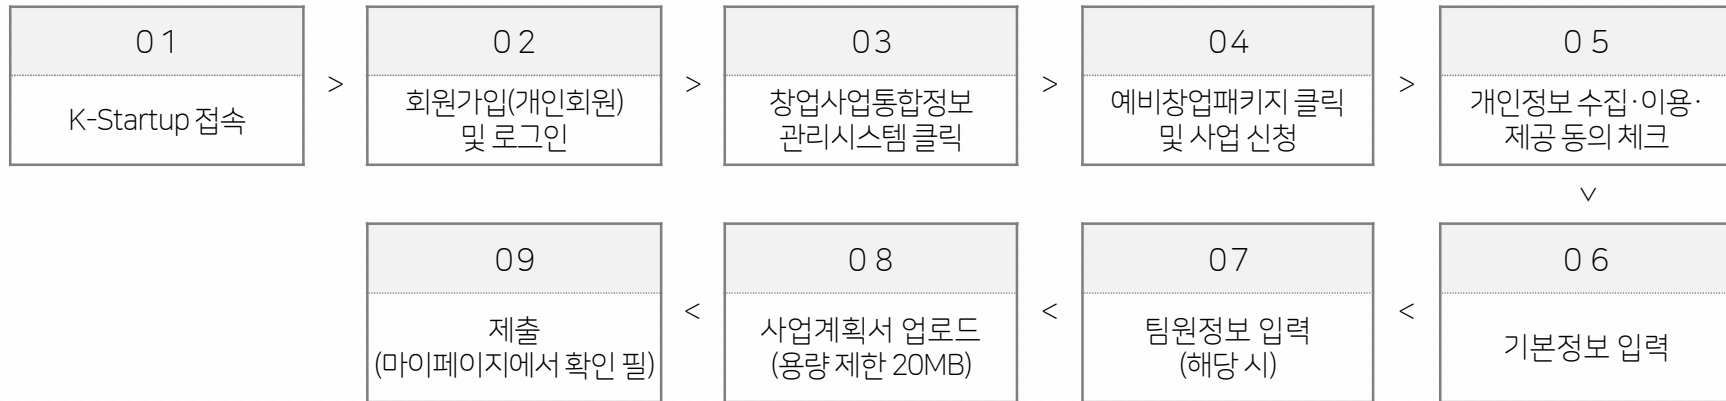 01
K-Startup 접속
>
02
회원가입(개인회원)
및 로그인
>
03
창업사업통합정보
관리시스템 클릭
>
04
예비창업패키지 클릭
및 사업 신청
>
05
개인정보 수집·이용·
제공 동의 체크
>
06
기본정보 입력
<
07
팀원정보 입력
(해당 시)
<
08
사업계획서 업로드
(용량 제한 20MB)
<
09
제출
(마이페이지에서 확인 필)